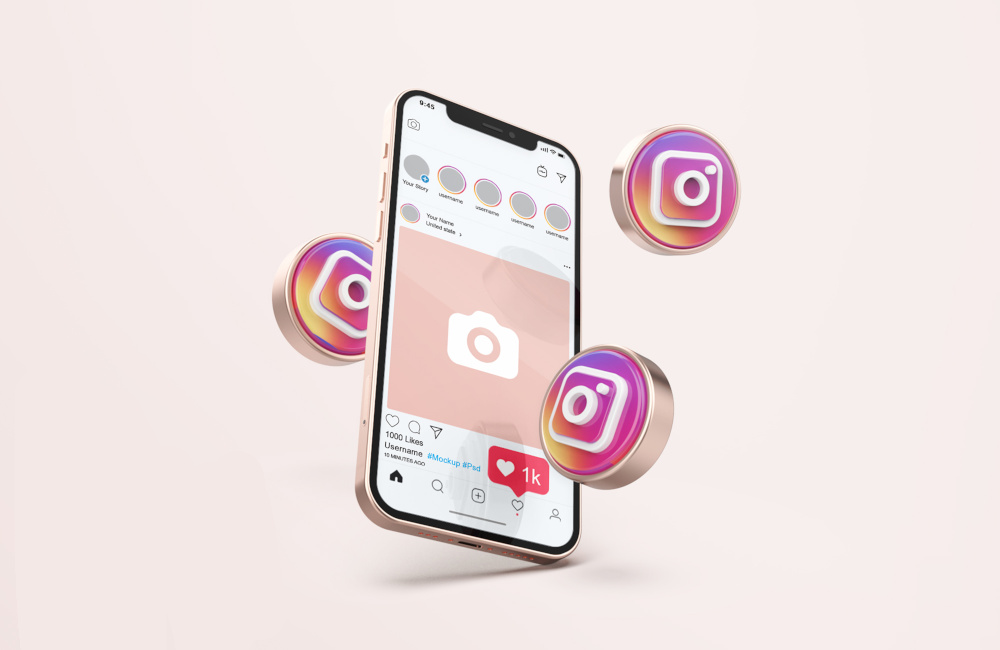 9:45
Your Story
username
username
username
username
Your Name
United state >
1000 Likes
Username #Mockup #Psd
10 MINUTES AGO
1k